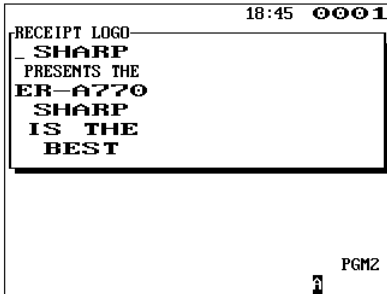 18:45 0001
RECEIPT LOGO
_ SHARP
PRESENTS THE
ER-A770
SHARP
IS THE
BEST
PGM2
A